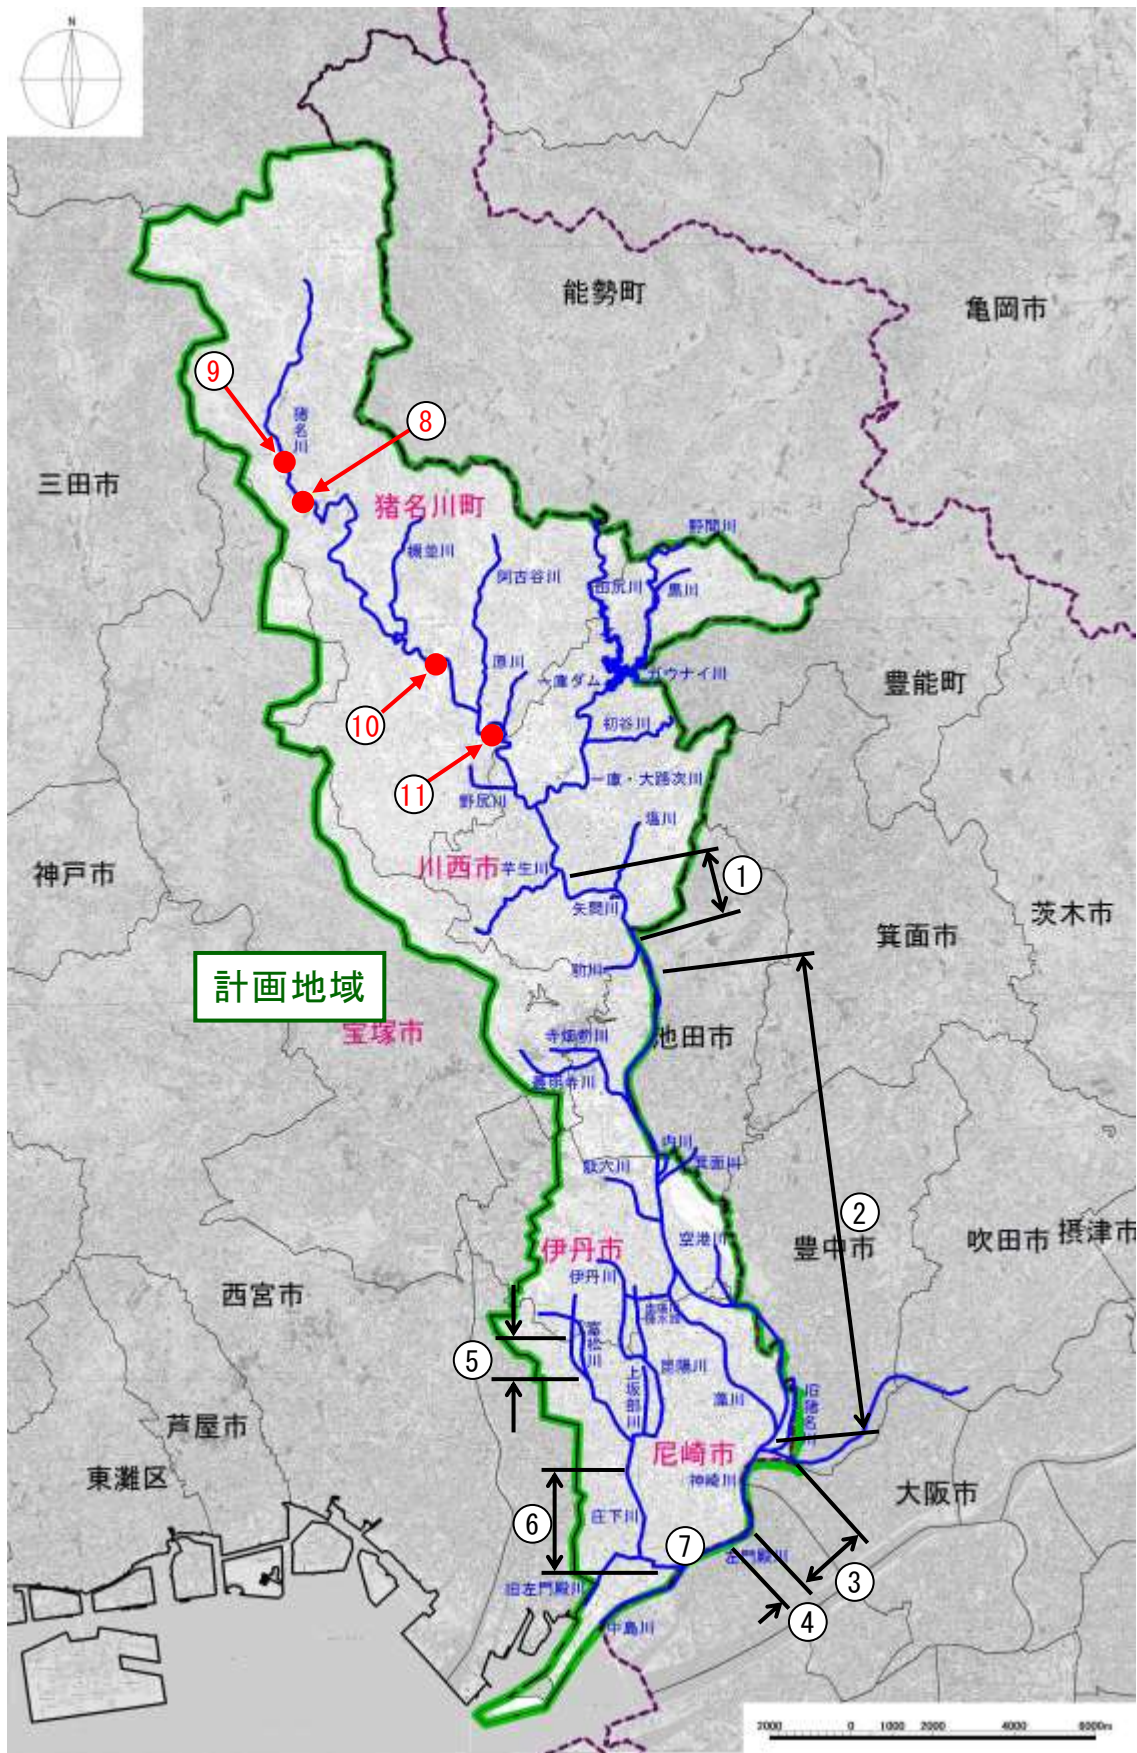 N
能勢町
亀岡市
⑨
⑧
猪名川
三田市
猪名川町
野間川
槻並川
阿古谷川
田尻川
黒川
原川
一庫ダム
ガウナイ川
豊能町
⑩
初谷川
⑪
一庫・大路次川
野尻川
塩川
神戸市
川西市
芋生川
①
矢問川
茨木市
箕面市
計画地域
前川
宝塚市
寺畑前川
池田市
最明寺川
内川
箕面川
駄六川
②
空港川
伊丹市
豊中市
吹田市
摂津市
伊丹川
西宮市
富松川
⑤
昆陽川
上坂部川
藻川
旧猪名川
芦屋市
尼崎市
東灘区
神崎川
大阪市
庄下川
⑥
⑦
左門殿川
③
旧左門殿川
④
中島川
2000 0 1000 2000 4000 6000m